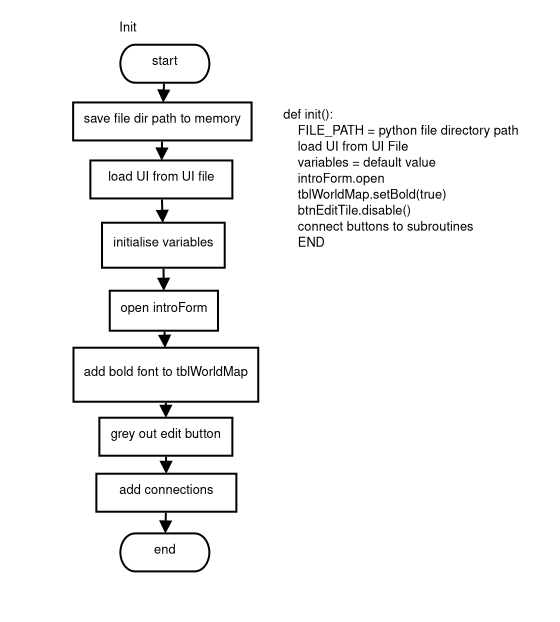 Init
start
save file dir path to memory
load UI from UI file
initialise variables
open introForm
add bold font to tblWorldMap
grey out edit button
add connections
end
def init():
FILE_PATH = python file directory path
load UI from UI File
variables = default value
introForm.open
tblWorldMap.setBold(true)
btnEditTile.disable()
connect buttons to subroutines
END